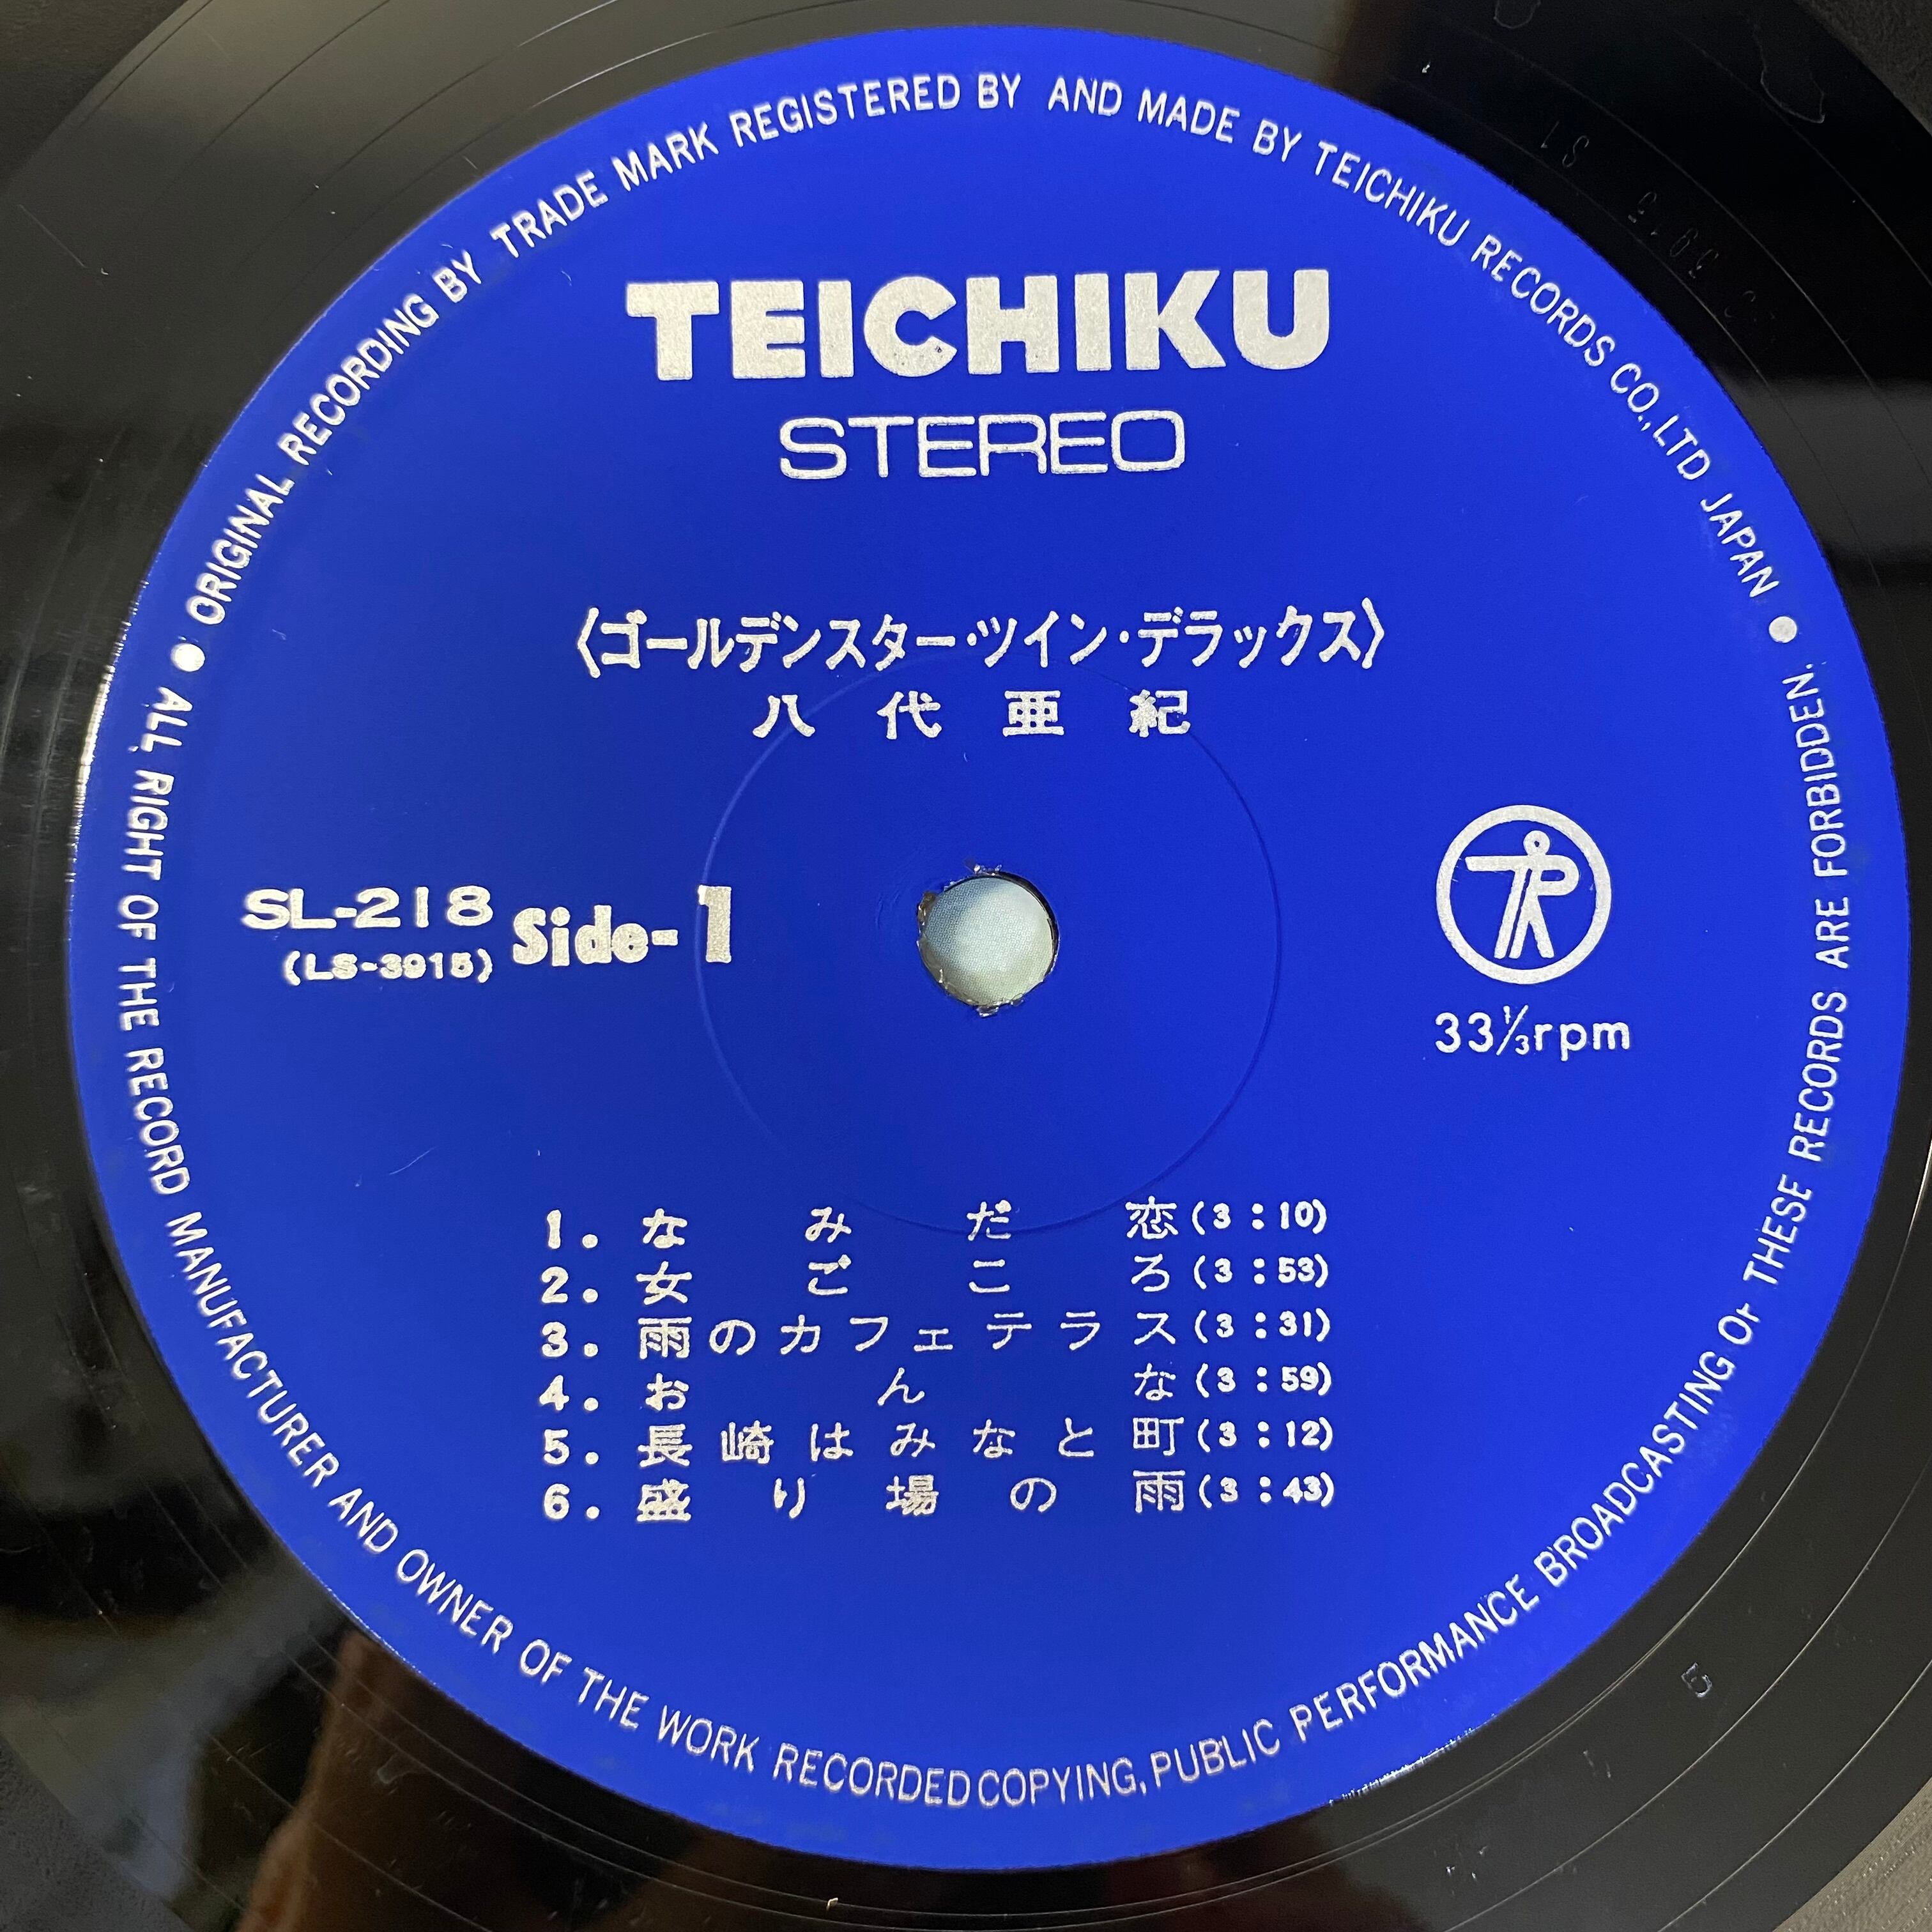 ● ORIGINAL RECORDING BY TRADE MARK REGISTERED BY AND MADE BY TEICHIKU RECORDS CO., LTD JAPAN ●
TEICHIKU
STEREO
〈ゴールデンスター・ツイン・デラックス〉
八代亜紀
SL-218
(LS-3915)
Side-1
33⅓rpm
1. なみだ恋(3:10)
2. 女ごころ(3:53)
3. 雨のカフェテラス(3:31)
4. おんな(3:59)
5. 長崎はみなと町(3:12)
6. 盛り場の雨(3:43)
ALL RIGHT OF THE RECORD MANUFACTURER AND OWNER OF THE WORK RECORDED COPYING, PUBLIC PERFORMANCE BROADCASTING OF THESE RECORDS ARE FORBIDDEN.